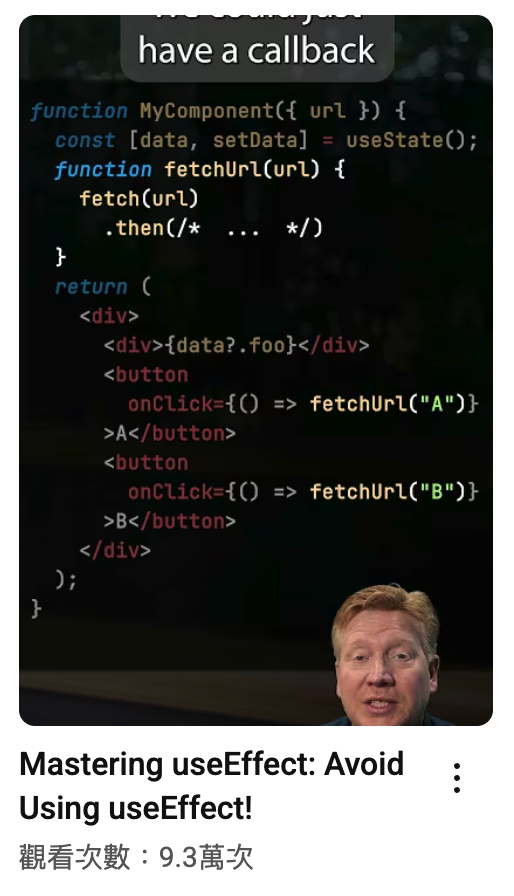 have a callback
function MyComponent({ url }) {
const [data, setData] = useState();
function fetchUrl(url) {
fetch(url)
.then(/* ... */)
}
return (
<div>
<div>{data?.foo}</div>
<button
onClick={() => fetchUrl("A")}
>A</button>
<button
onClick={() => fetchUrl("B")}
>B</button>
</div>
);
}
Mastering useEffect: Avoid
Using useEffect!
觀看次數：9.3萬次